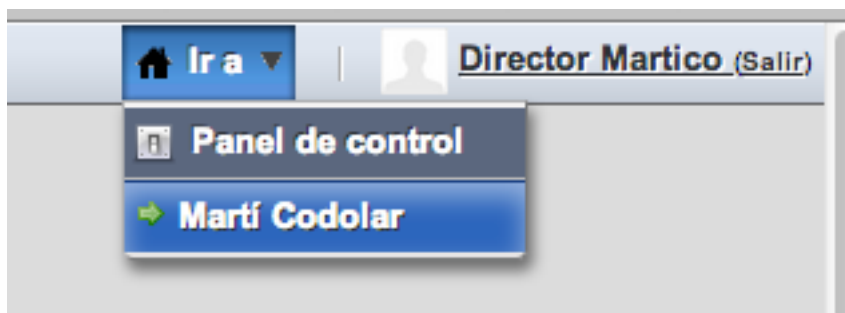 Ir a Director Martico (Salir)
Panel de control
Martí Codolar